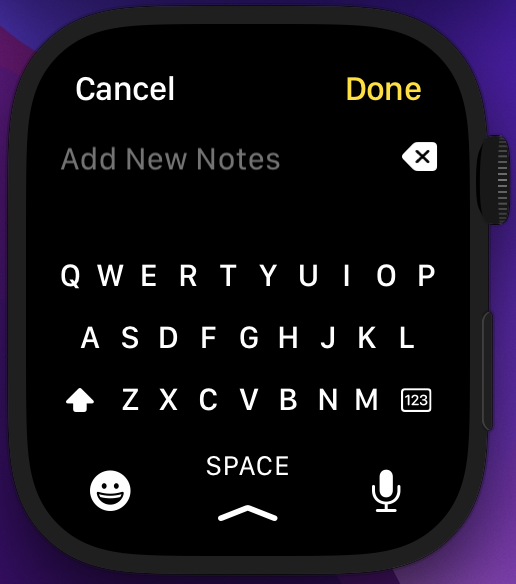 Cancel Done
Add New Notes
Q W E R T Y U I O P
A S D F G H J K L
Z X C V B N M 123
SPACE